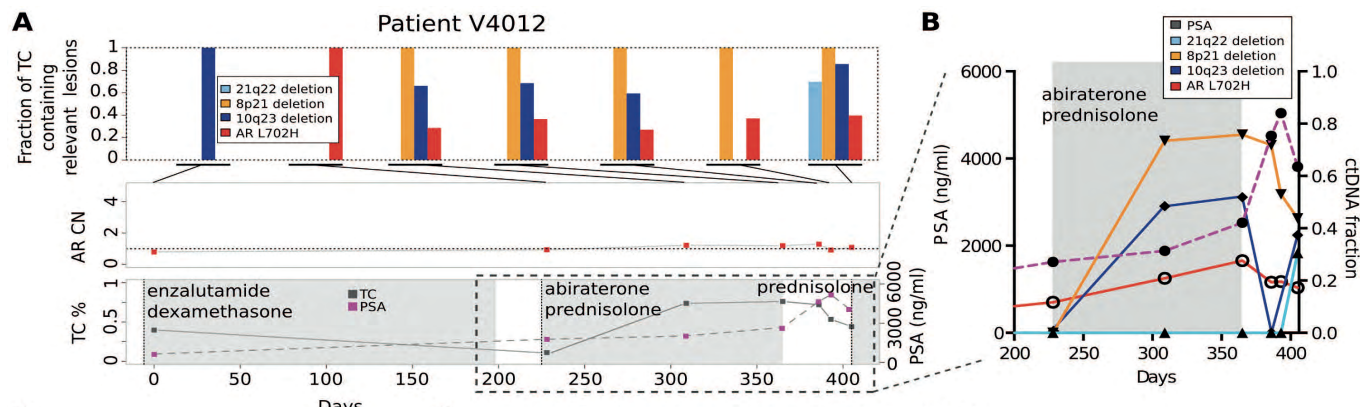 A
Patient V4012
Fraction of TC
containing
relevant lesions
1
0.8
0.6
0.4
0.2
0
21q22 deletion
8p21 deletion
10q23 deletion
AR L702H
AR CN
4
2
0
TC %
1
0.5
0
enzalutamide
dexamethasone
TC
PSA
abiraterone
prednisolone
prednisolone
6000
3000
0
PSA (ng/ml)
0 50 100 150 200 250 300 350 400
B
PSA
21q22 deletion
8p21 deletion
10q23 deletion
AR L702H
abiraterone
prednisolone
PSA (ng/ml)
6000
4000
2000
0
1.0
0.8
0.6
0.4
0.2
0.0
ctDNA fraction
200 250 300 350 400
Days